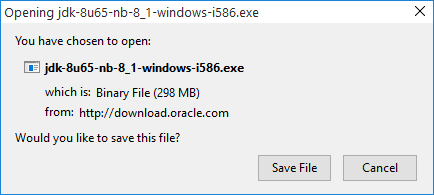 Opening jdk-8u65-nb-8_1-windows-i586.exe
You have chosen to open:
jdk-8u65-nb-8_1-windows-i586.exe
which is: Binary File (298 MB)
from: http://download.oracle.com
Would you like to save this file?
Save File Cancel